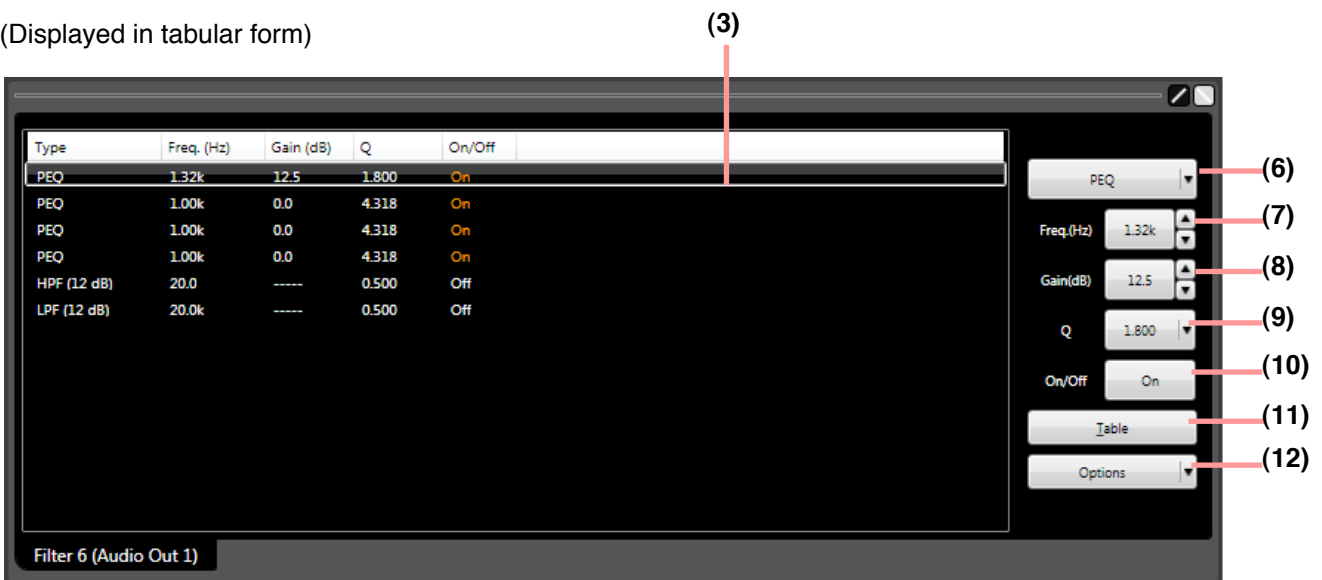 (3)
(Displayed in tabular form)
Type Freq. (Hz) Gain (dB) Q On/Off
PEQ 1.32k 12.5 1.800 On
PEQ 1.00k 0.0 4.318 On
PEQ 1.00k 0.0 4.318 On
PEQ 1.00k 0.0 4.318 On
HPF (12 dB) 20.0 ----- 0.500 Off
LPF (12 dB) 20.0k ----- 0.500 Off
PEQ (6)
Freq.(Hz) 1.32k (7)
Gain(dB) 12.5 (8)
Q 1.800 (9)
On/Off On (10)
Table (11)
Options (12)
Filter 6 (Audio Out 1)